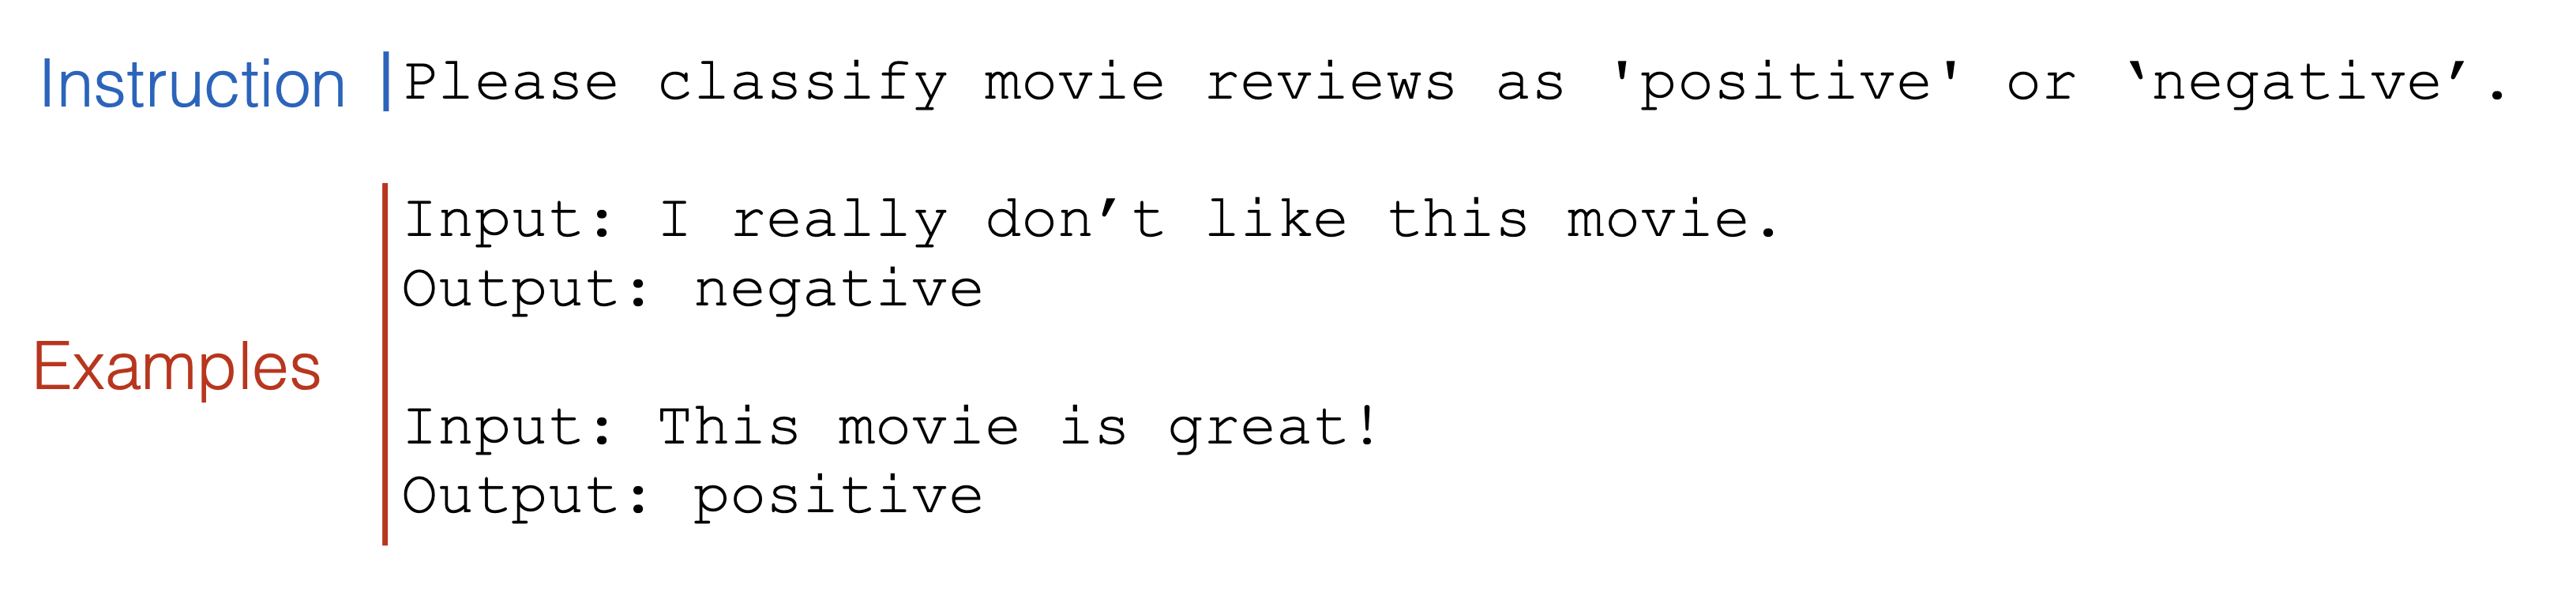 Instruction Please classify movie reviews as 'positive' or ‘negative’.
Input: I really don’t like this movie.
Output: negative
Examples
Input: This movie is great!
Output: positive